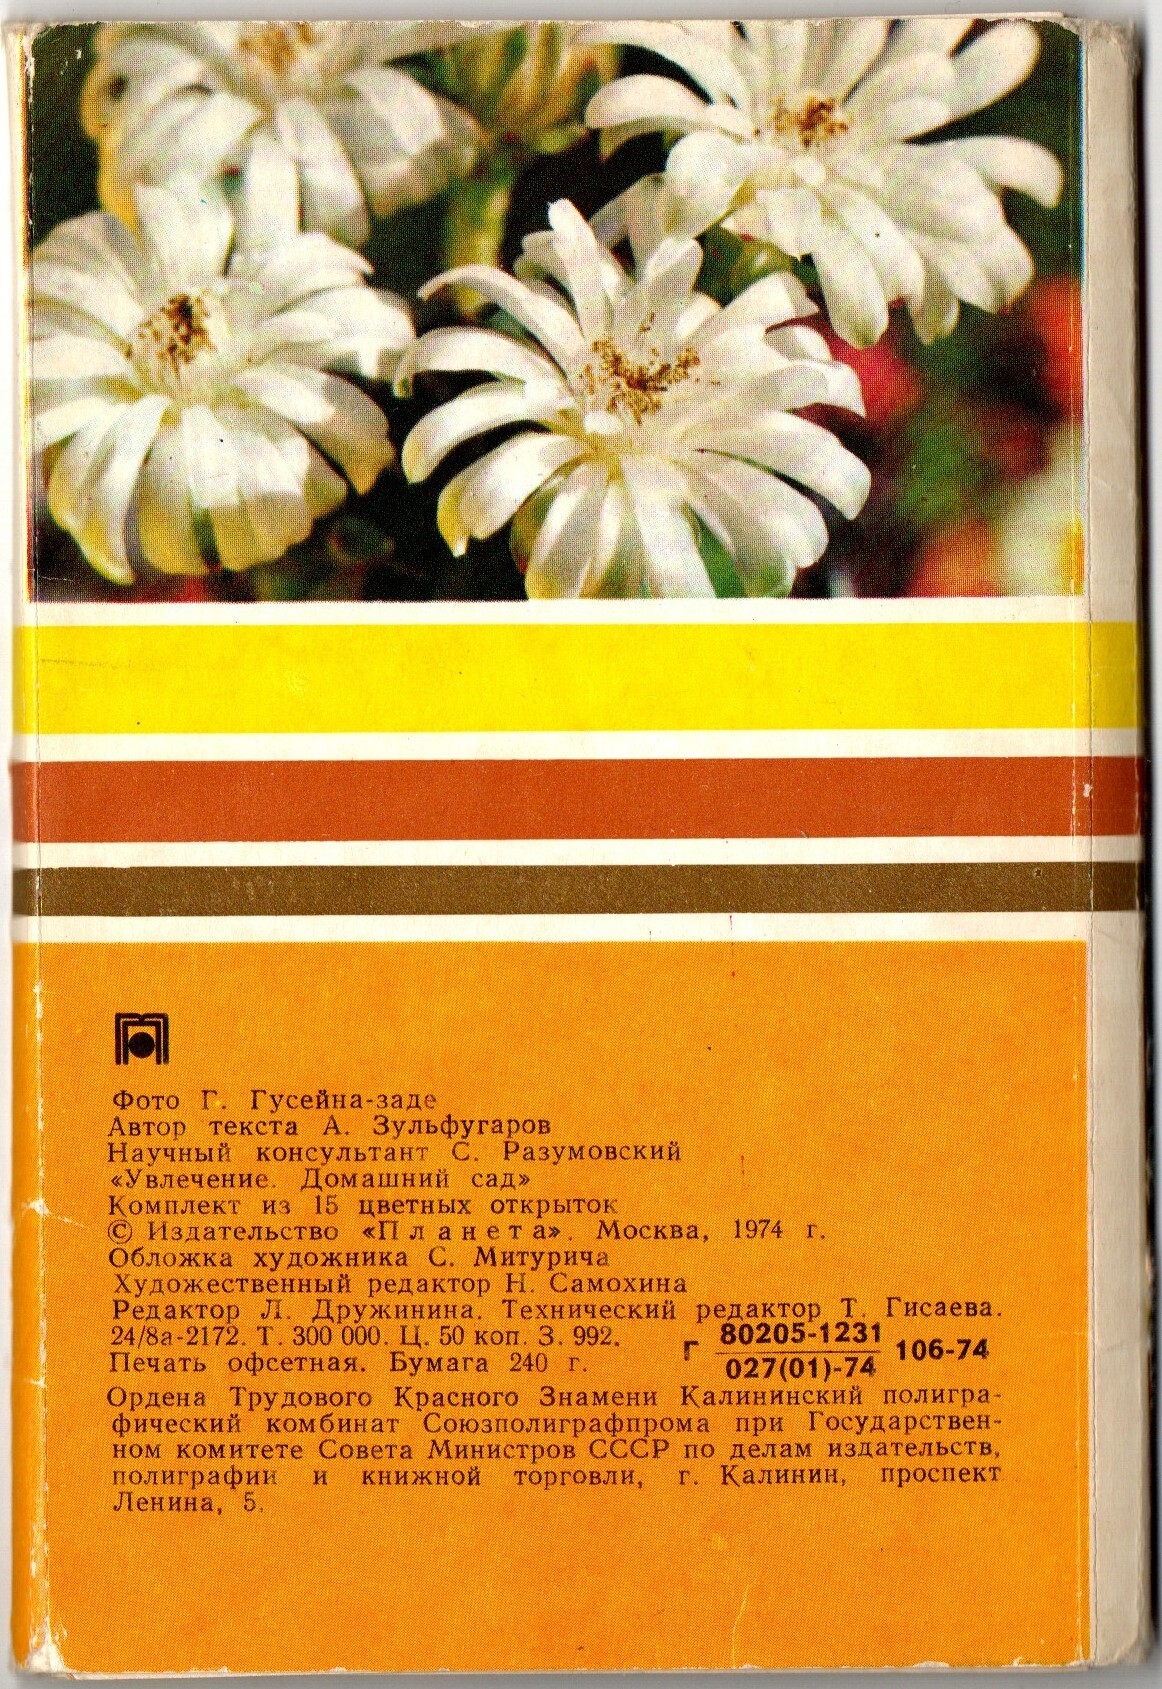 Фото Г. Гусейна-заде
Автор текста А. Зульфугаров
Научный консультант С. Разумовский
«Увлечение. Домашний сад»
Комплект из 15 цветных открыток
© Издательство «Планета». Москва, 1974 г.
Обложка художника С. Митурича
Художественный редактор Н. Самохина
Редактор Л. Дружинина. Технический редактор Т. Гисаева.
24/8а-2172. Т. 300 000. Ц. 50 коп. З. 992.
Печать офсетная. Бумага 240 г.
Г 80205-1231 106-74
027(01)-74
Ордена Трудового Красного Знамени Калининский полигра-
фический комбинат Союзполиграфпрома при Государствен-
ном комитете Совета Министров СССР по делам издательств,
полиграфии и книжной торговли, г. Калинин, проспект
Ленина, 5.